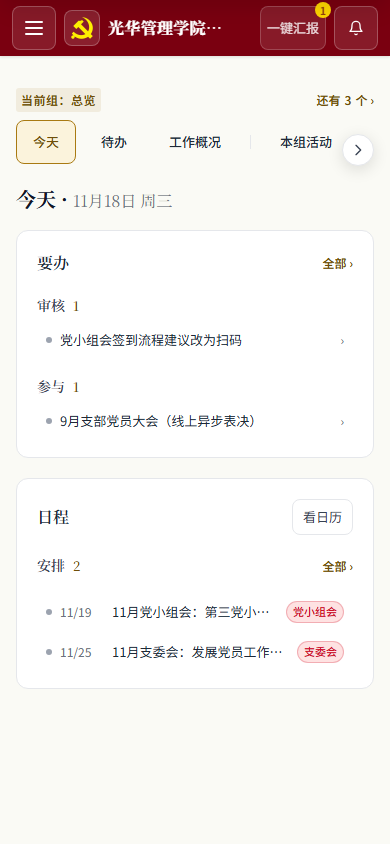 光华管理学院…
一键汇报
1
当前组：总览
还有 3 个 ›
今天
待办
工作概况
本组活动
今天 · 11月18日 周三
要办
全部 ›
审核 1
党小组会签到流程建议改为扫码
参与 1
9月支部党员大会（线上异步表决）
日程
看日历
安排 2
全部 ›
11/19 11月党小组会：第三党小… 党小组会
11/25 11月支委会：发展党员工作… 支委会